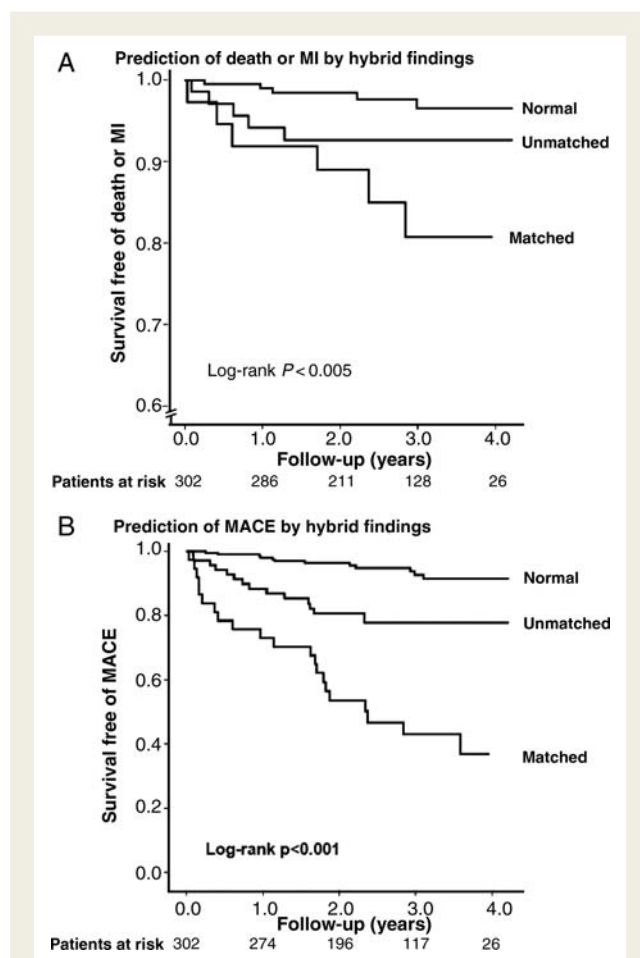 A
Prediction of death or MI by hybrid findings
Survival free of death or MI
1.0
0.9
0.8
0.7
0.6
Normal
Unmatched
Matched
Log-rank P < 0.005
0.0 1.0 2.0 3.0 4.0
Follow-up (years)
Patients at risk 302 286 211 128 26
B
Prediction of MACE by hybrid findings
Survival free of MACE
1.0
0.8
0.6
0.4
0.2
0.0
Normal
Unmatched
Matched
Log-rank p<0.001
0.0 1.0 2.0 3.0 4.0
Follow-up (years)
Patients at risk 302 274 196 117 26